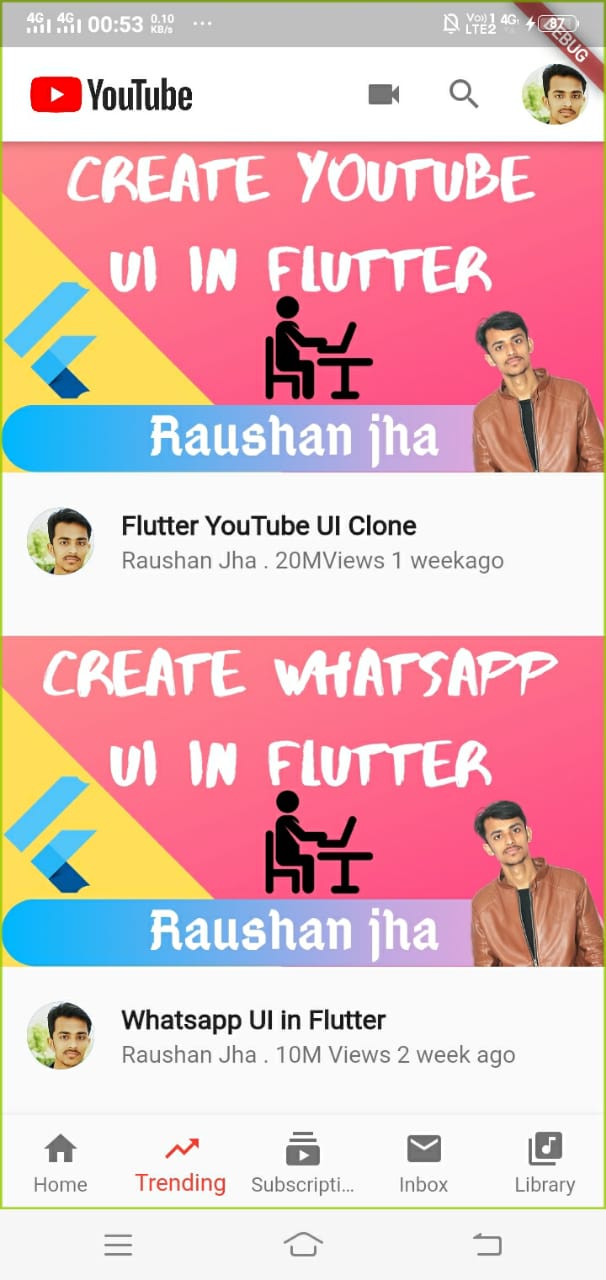 4G 4G 00:53 0.10 KB/s ... Vo)) 1 LTE2 4G 87
DEBUG
YouTube
CREATE YOUTUBE
UI IN FLUTTER
Raushan jha
Flutter YouTube UI Clone
Raushan Jha . 20MViews 1 weekago
CREATE WHATSAPP
UI IN FLUTTER
Raushan jha
Whatsapp UI in Flutter
Raushan Jha . 10M Views 2 week ago
Home Trending Subscripti... Inbox Library